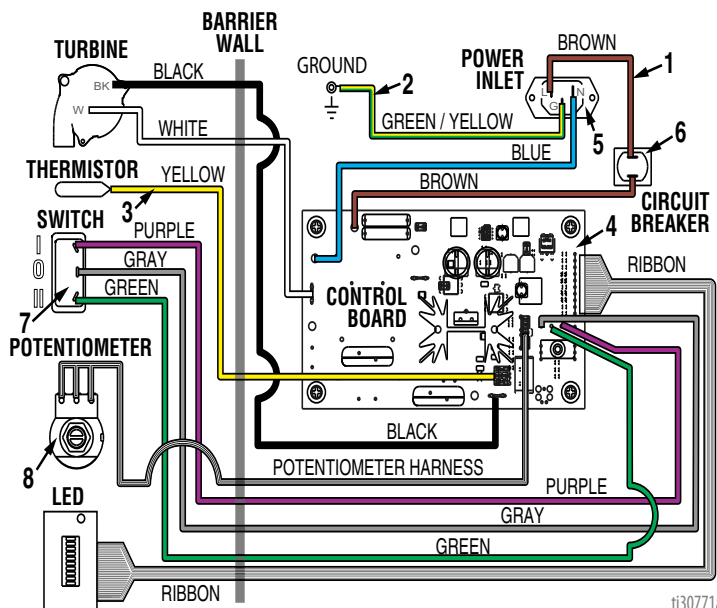 BARRIER
WALL
TURBINE
BK
BLACK
W
WHITE
GROUND
2
GREEN / YELLOW
POWER
INLET
BROWN
1
L
N
G
5
6
BLUE
BROWN
CIRCUIT
BREAKER
THERMISTOR
YELLOW
3
SWITCH
I
O
II
PURPLE
GRAY
GREEN
7
4
RIBBON
CONTROL
BOARD
POTENTIOMETER
8
BLACK
POTENTIOMETER HARNESS
PURPLE
GRAY
GREEN
LED
RIBBON